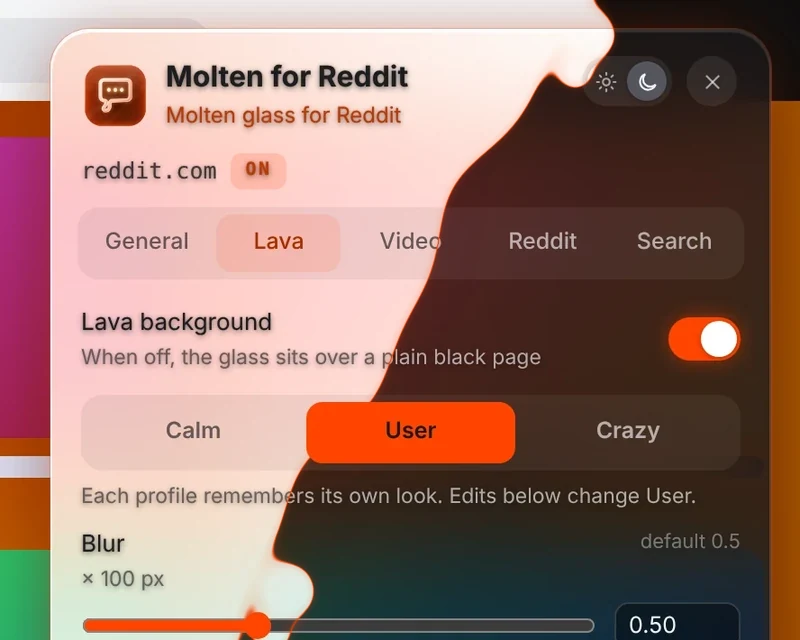 Molten for Reddit
Molten glass for Reddit
reddit.com ON
General Lava Video Reddit Search
Lava background
When off, the glass sits over a plain black page
Calm User Crazy
Each profile remembers its own look. Edits below change User.
Blur default 0.5
× 100 px
0.50